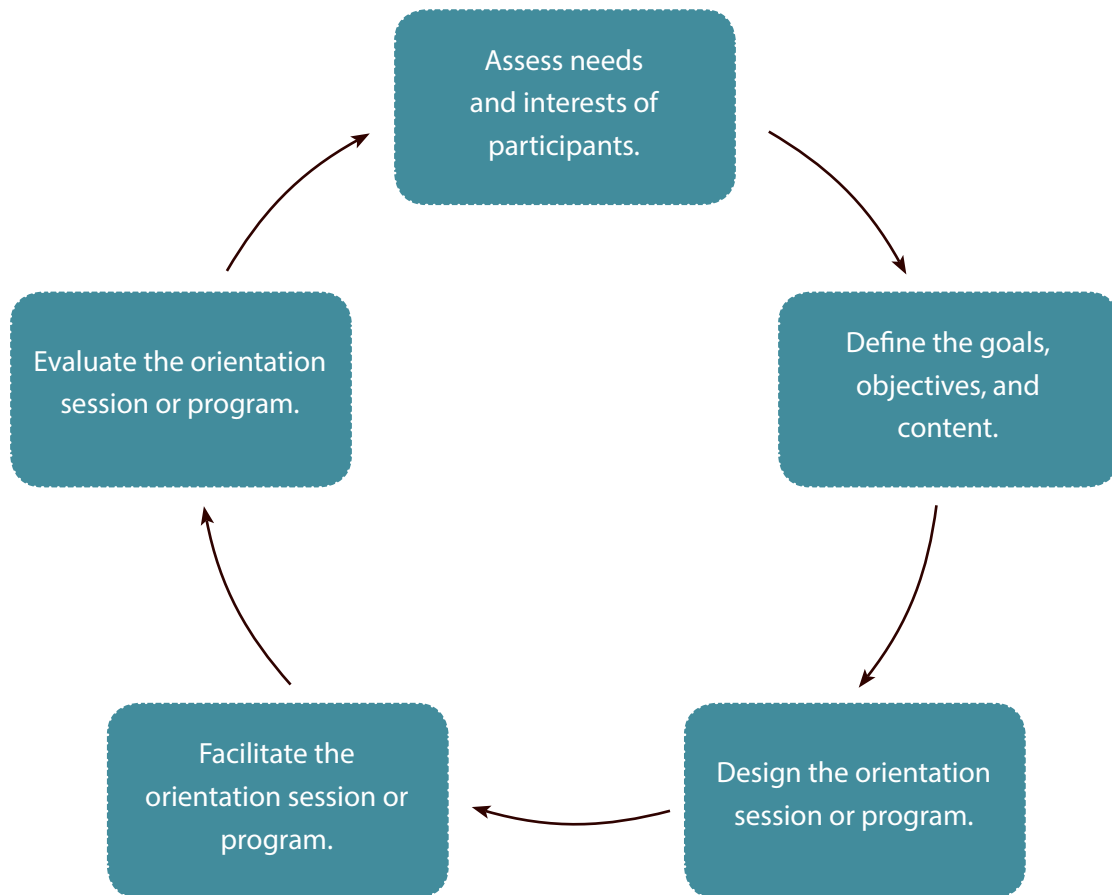 Assess needs
and interests of
participants.
Define the goals,
objectives, and
content.
Design the orientation
session or program.
Facilitate the
orientation session or
program.
Evaluate the orientation
session or program.